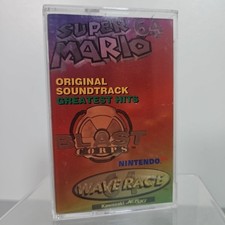 SUPER MARIO 64
ORIGINAL
SOUNDTRACK
GREATEST HITS
BLAST
CORPS
NINTENDO
WAVE RACE